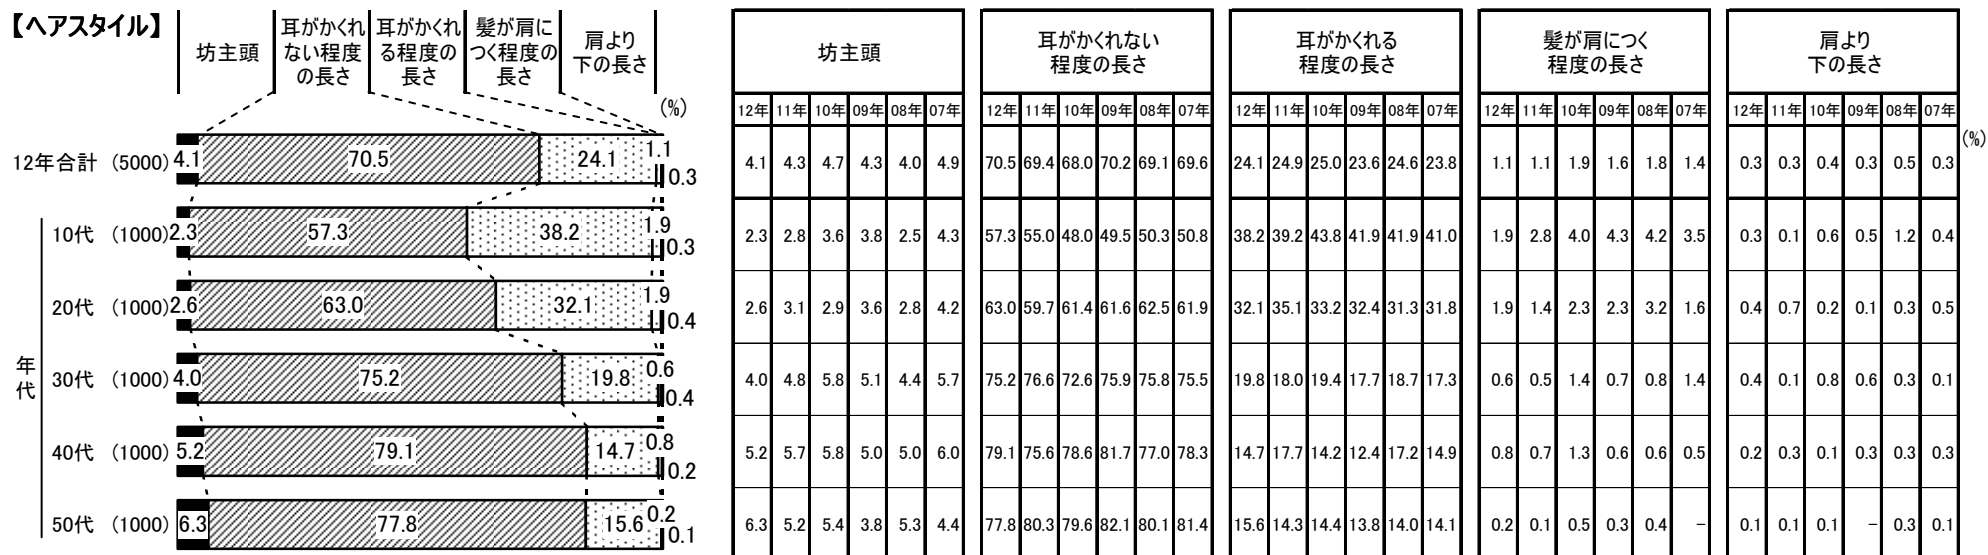 【ヘアスタイル】
坊主頭
耳がかくれ
ない程度
の長さ
耳がかくれ
る程度の
長さ
髪が肩に
つく程度の
長さ
肩より
下の長さ
(%)
12年合計 (5000) 4.1 70.5 24.1 1.1 0.3
10代 (1000) 2.3 57.3 38.2 1.9 0.3
20代 (1000) 2.6 63.0 32.1 1.9 0.4
年代
30代 (1000) 4.0 75.2 19.8 0.6 0.4
40代 (1000) 5.2 79.1 14.7 0.8 0.2
50代 (1000) 6.3 77.8 15.6 0.2 0.1
坊主頭
12年 11年 10年 09年 08年 07年
4.1 4.3 4.7 4.3 4.0 4.9
2.3 2.8 3.6 3.8 2.5 4.3
2.6 3.1 2.9 3.6 2.8 4.2
4.0 4.8 5.8 5.1 4.4 5.7
5.2 5.7 5.8 5.0 5.0 6.0
6.3 5.2 5.4 3.8 5.3 4.4
耳がかくれない
程度の長さ
12年 11年 10年 09年 08年 07年
70.5 69.4 68.0 70.2 69.1 69.6
57.3 55.0 48.0 49.5 50.3 50.8
63.0 59.7 61.4 61.6 62.5 61.9
75.2 76.6 72.6 75.9 75.8 75.5
79.1 75.6 78.6 81.7 77.0 78.3
77.8 80.3 79.6 82.1 80.1 81.4
耳がかくれる
程度の長さ
12年 11年 10年 09年 08年 07年
24.1 24.9 25.0 23.6 24.6 23.8
38.2 39.2 43.8 41.9 41.9 41.0
32.1 35.1 33.2 32.4 31.3 31.8
19.8 18.0 19.4 17.7 18.7 17.3
14.7 17.7 14.2 12.4 17.2 14.9
15.6 14.3 14.4 13.8 14.0 14.1
髪が肩につく
程度の長さ
12年 11年 10年 09年 08年 07年
1.1 1.1 1.9 1.6 1.8 1.4
1.9 2.8 4.0 4.3 4.2 3.5
1.9 1.4 2.3 2.3 3.2 1.6
0.6 0.5 1.4 0.7 0.8 1.4
0.8 0.7 1.3 0.6 0.6 0.5
0.2 0.1 0.5 0.3 0.4 −
肩より
下の長さ
12年 11年 10年 09年 08年 07年
(%)
0.3 0.3 0.4 0.3 0.5 0.3
0.3 0.1 0.6 0.5 1.2 0.4
0.4 0.7 0.2 0.1 0.3 0.5
0.4 0.1 0.8 0.6 0.3 0.1
0.2 0.3 0.1 0.3 0.3 0.3
0.1 0.1 0.1 − 0.3 0.1